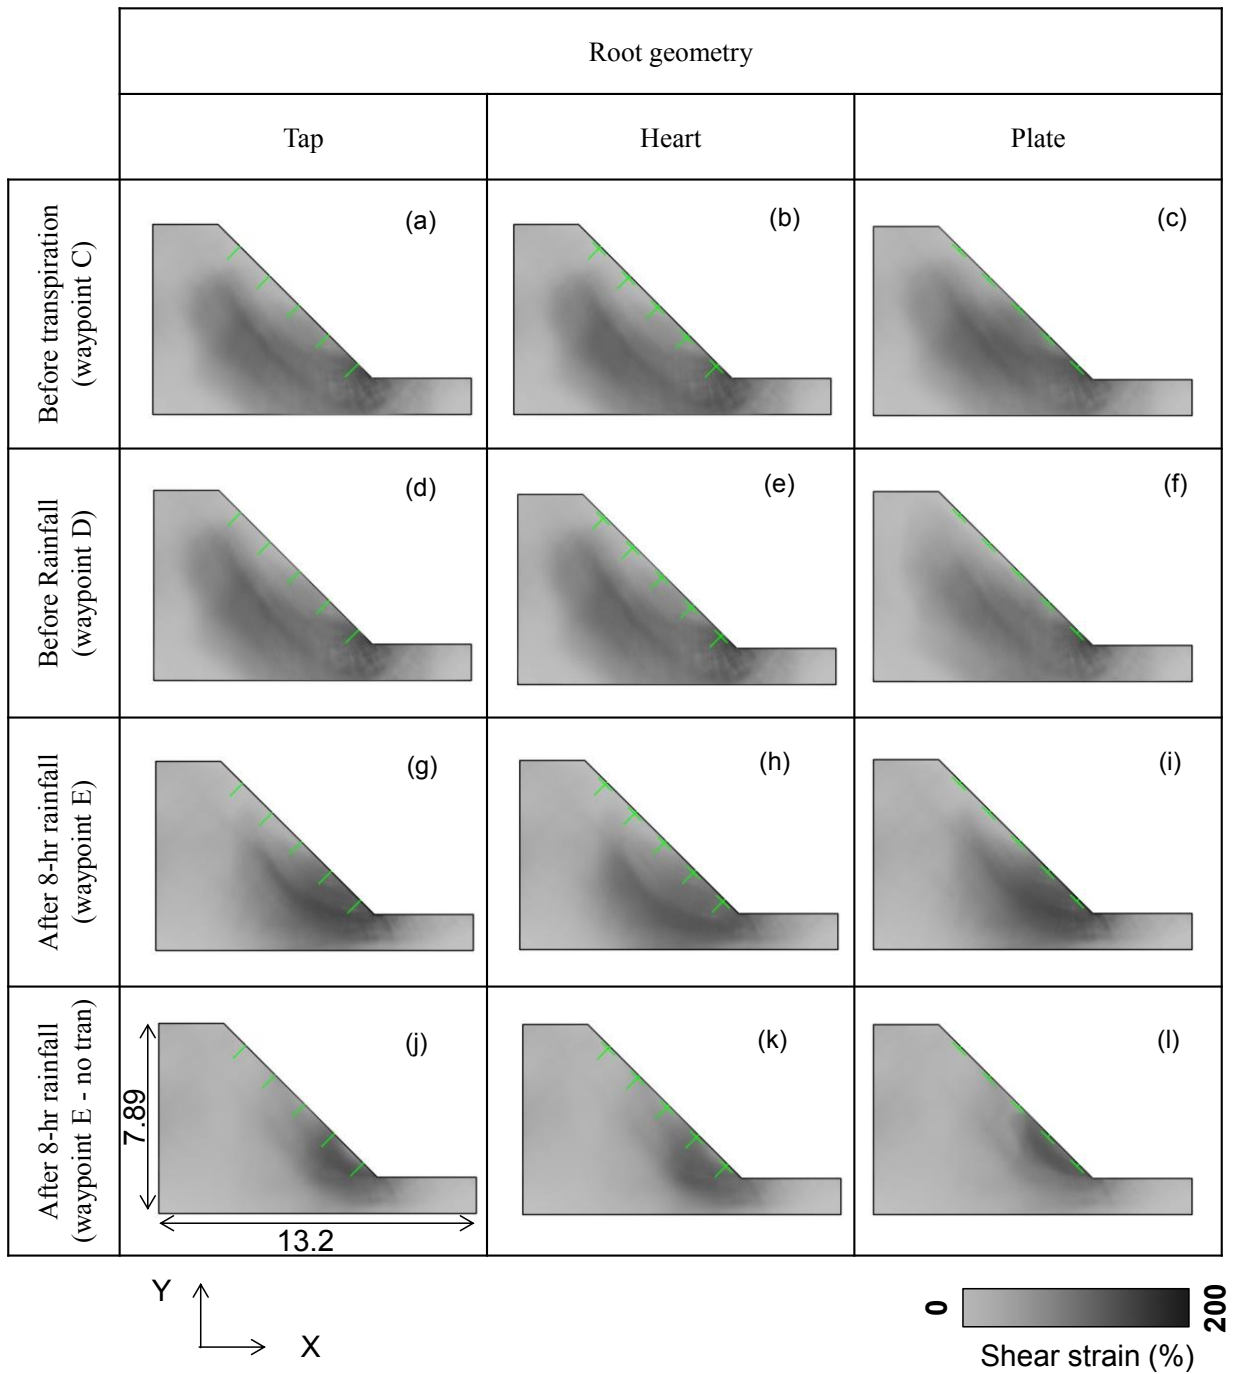 Root geometry
Tap
Heart
Plate
Before transpiration
(waypoint C)
(a)
(b)
(c)
Before Rainfall
(waypoint D)
(d)
(e)
(f)
After 8-hr rainfall
(waypoint E)
(g)
(h)
(i)
After 8-hr rainfall
(waypoint E - no tran)
(j)
(k)
(l)
7.89
13.2
Y
X
0
200
Shear strain (%)